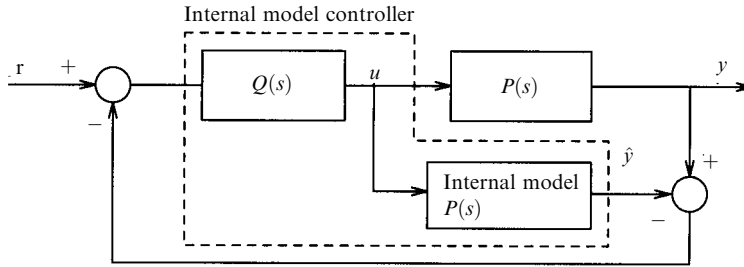 Internal model controller
r
+
−
Q(s)
u
P(s)
y
Internal model
P(s)
ŷ
+
−